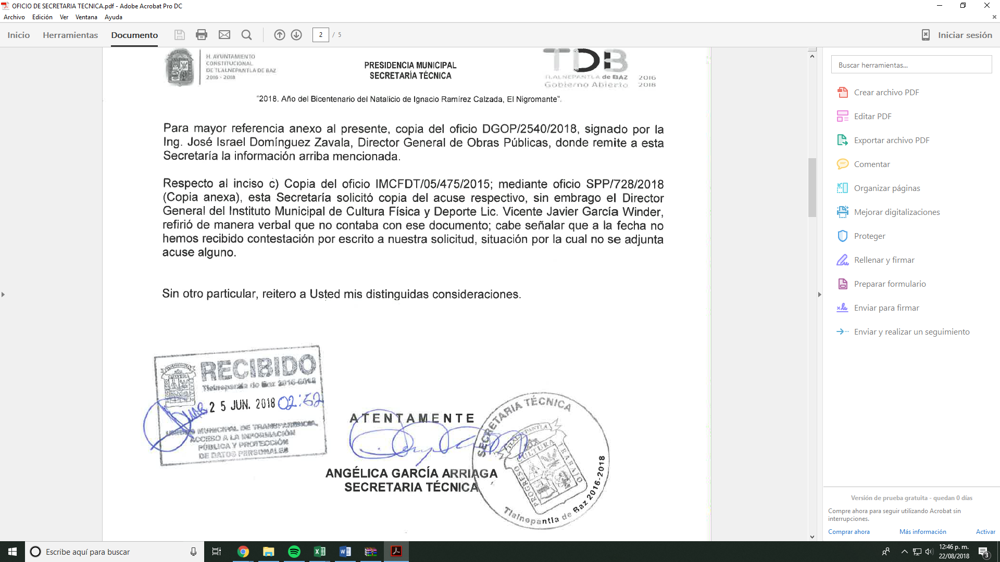 OFICIO DE SECRETARIA TECNICA.pdf - Adobe Acrobat Pro DC
Archivo Edición Ver Ventana Ayuda
Inicio Herramientas Documento 2 / 5 Iniciar sesión
H. AYUNTAMIENTO
CONSTITUCIONAL
DE TLALNEPANTLA DE BAZ
2016 - 2018
PRESIDENCIA MUNICIPAL
SECRETARÍA TÉCNICA
TDB
TLALNEPANTLA de BAZ 2016
Gobierno Abierto 2018
"2018. Año del Bicentenario del Natalicio de Ignacio Ramírez Calzada, El Nigromante".
Para mayor referencia anexo al presente, copia del oficio DGOP/2540/2018, signado por la
Ing. José Israel Domínguez Zavala, Director General de Obras Públicas, donde remite a esta
Secretaría la información arriba mencionada.
Respecto al inciso c) Copia del oficio IMCFDT/05/475/2015; mediante oficio SPP/728/2018
(Copia anexa), esta Secretaría solicitó copia del acuse respectivo, sin embrago el Director
General del Instituto Municipal de Cultura Física y Deporte Lic. Vicente Javier García Winder,
refirió de manera verbal que no contaba con ese documento; cabe señalar que a la fecha no
hemos recibido contestación por escrito a nuestra solicitud, situación por la cual no se adjunta
acuse alguno.
Sin otro particular, reitero a Usted mis distinguidas consideraciones.
RECIBIDO
Tlalnepantla de Baz 2016-2018
25 JUN. 2018 02:52
MUNICIPAL DE TRANSPARENCIA,
ACCESO A LA INFORMACIÓN
PÚBLICA Y PROTECCIÓN
DE DATOS PERSONALES
ATENTAMENTE
ANGÉLICA GARCÍA ARRIAGA
SECRETARIA TÉCNICA
SECRETARIA TÉCNICA
TLALNEPANTLA
CULTURA
PROGRESO
TRABAJO
Tlalnepantla de Baz 2016-2018
Buscar herramientas...
Crear archivo PDF
Editar PDF
Exportar archivo PDF
Comentar
Organizar páginas
Mejorar digitalizaciones
Proteger
Rellenar y firmar
Preparar formulario
Enviar para firmar
Enviar y realizar un seguimiento
Versión de prueba gratuita - quedan 0 días
Compre ahora para seguir utilizando Acrobat sin
interrupciones.
Comprar ahora Más información Activar
Escribe aquí para buscar
12:46 p. m.
22/08/2018
3